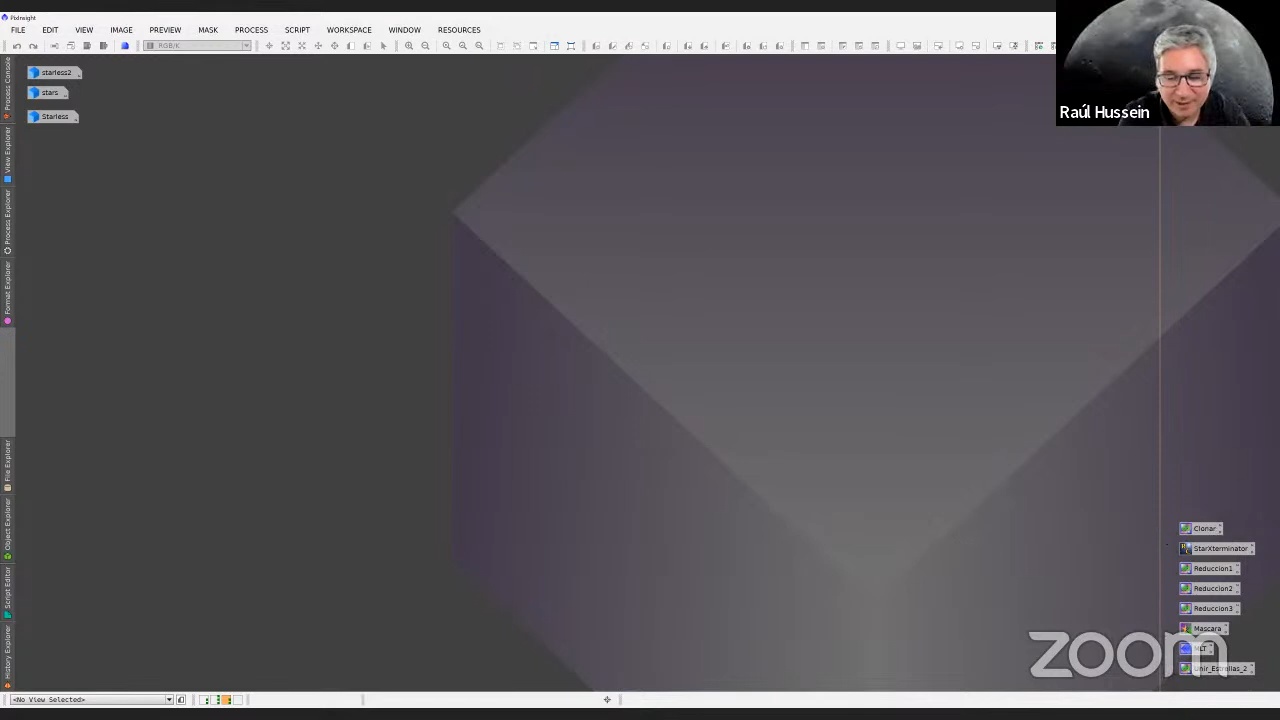 PixInsight
FILE EDIT VIEW IMAGE PREVIEW MASK PROCESS SCRIPT WORKSPACE WINDOW RESOURCES
RGB/K
Raúl Hussein
starless2
stars
Starless
Process Console
View Explorer
Process Explorer
Format Explorer
File Explorer
Object Explorer
Script Editor
History Explorer
Clonar
StarXterminator
Reduccion1
Reduccion2
Reduccion3
Mascara
MLT
Unir_Estrellas_2
zoom
<No View Selected>